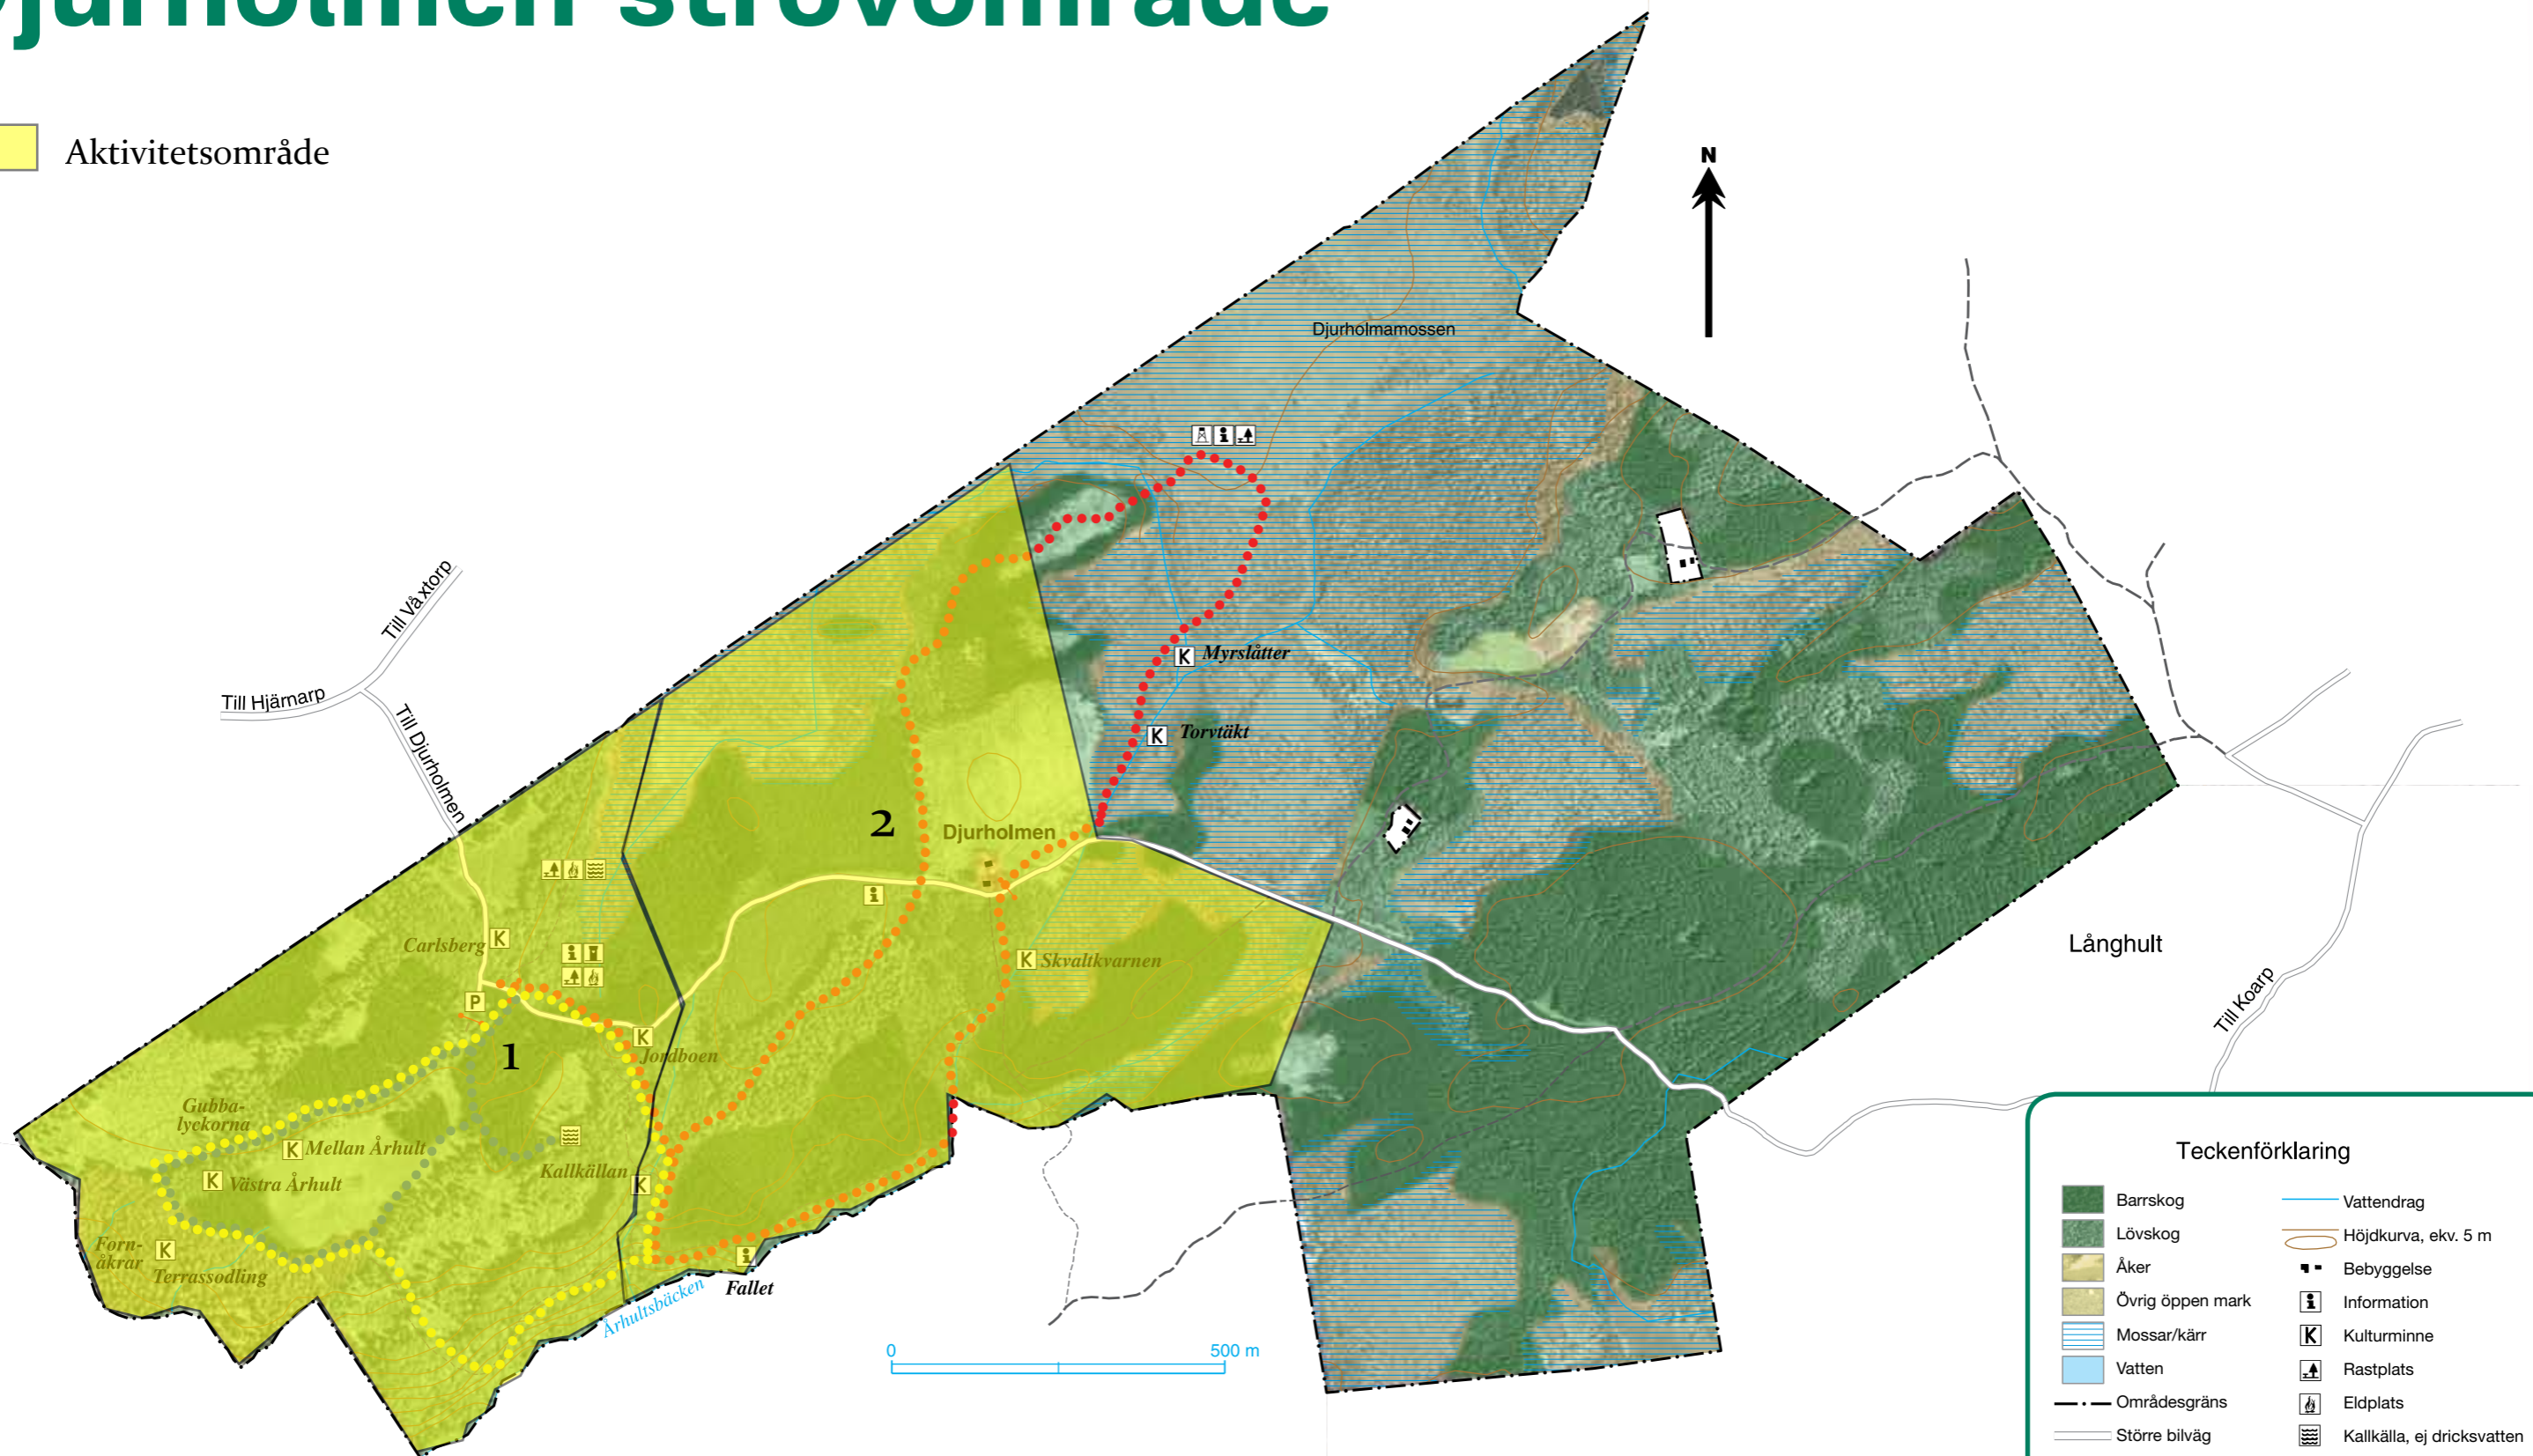 Djurholmen strövområde
Aktivitetsområde
N
Djurholmamossen
Till Våxtorp
Till Hjärnarp
Till Djurholmen
K Myrslåtter
K Torvtäkt
2
Djurholmen
Carlsberg K
K Skvaltkvarnen
P
Långhult
Till Koarp
1
K
Jordboen
Gubba-
lyckorna
K Mellan Århult
K Västra Århult
Kallkällan
K
Forn-
åkrar
K
Terrassodling
Fallet
Århultsbäcken
0 500 m
Teckenförklaring
Barrskog
Lövskog
Åker
Övrig öppen mark
Mossar/kärr
Vatten
Områdesgräns
Större bilväg
Vattendrag
Höjdkurva, ekv. 5 m
Bebyggelse
i Information
K Kulturminne
Rastplats
Eldplats
Kallkälla, ej dricksvatten